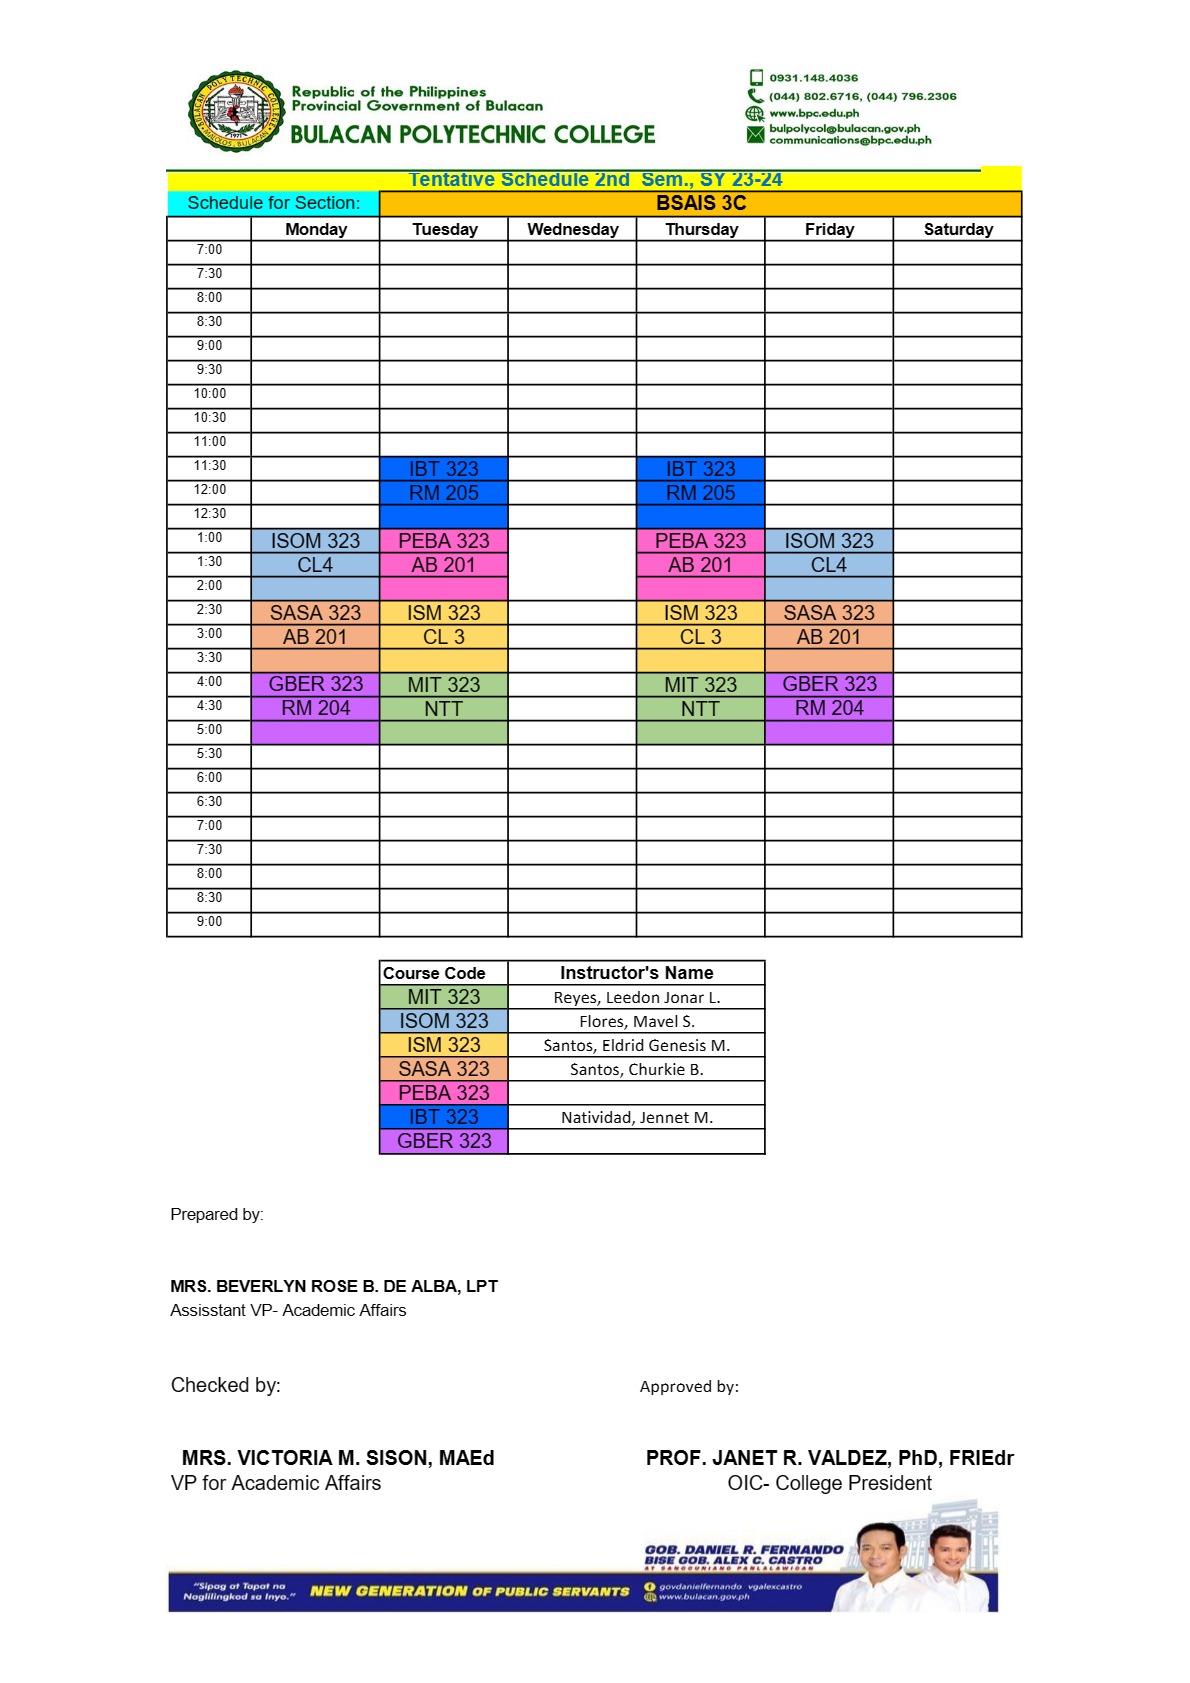 BULACAN POLYTECHNIC COLLEGE
1971
MALOLOS, BULACAN
Republic of the Philippines
Provincial Government of Bulacan
BULACAN POLYTECHNIC COLLEGE
0931.148.4036
(044) 802.6716, (044) 796.2306
www.bpc.edu.ph
bulpolycol@bulacan.gov.ph
communications@bpc.edu.ph
Tentative Schedule 2nd Sem., SY 23-24
Schedule for Section: BSAIS 3C
Monday Tuesday Wednesday Thursday Friday Saturday
7:00
7:30
8:00
8:30
9:00
9:30
10:00
10:30
11:00
11:30 IBT 323 IBT 323
12:00 RM 205 RM 205
12:30
1:00 ISOM 323 PEBA 323 PEBA 323 ISOM 323
1:30 CL4 AB 201 AB 201 CL4
2:00
2:30 SASA 323 ISM 323 ISM 323 SASA 323
3:00 AB 201 CL 3 CL 3 AB 201
3:30
4:00 GBER 323 MIT 323 MIT 323 GBER 323
4:30 RM 204 NTT NTT RM 204
5:00
5:30
6:00
6:30
7:00
7:30
8:00
8:30
9:00
Course Code Instructor's Name
MIT 323 Reyes, Leedon Jonar L.
ISOM 323 Flores, Mavel S.
ISM 323 Santos, Eldrid Genesis M.
SASA 323 Santos, Churkie B.
PEBA 323
IBT 323 Natividad, Jennet M.
GBER 323
Prepared by:
MRS. BEVERLYN ROSE B. DE ALBA, LPT
Assisstant VP- Academic Affairs
Checked by: Approved by:
MRS. VICTORIA M. SISON, MAEd PROF. JANET R. VALDEZ, PhD, FRIEdr
VP for Academic Affairs OIC- College President
GOB. DANIEL R. FERNANDO
BISE GOB. ALEX C. CASTRO
AT SANGGUNIANG PANLALAWIGAN
"Sipag at Tapat na
Naglilingkod sa Inyo."
NEW GENERATION OF PUBLIC SERVANTS
govdanielfernando vgalexcastro
www.bulacan.gov.ph